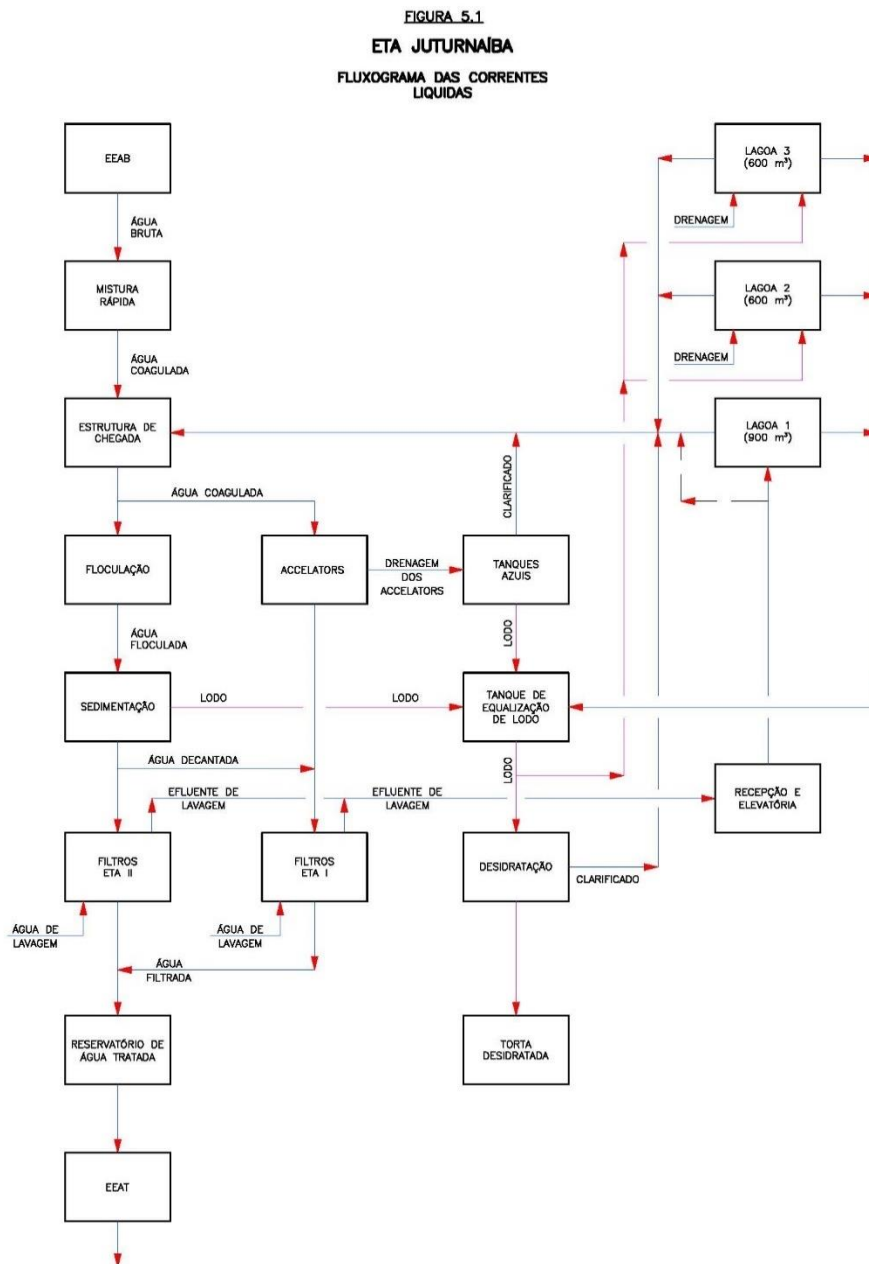 FIGURA 5.1
ETA JUTURNAÍBA
FLUXOGRAMA DAS CORRENTES
LIQUIDAS
EEAB
ÁGUA
BRUTA
MISTURA
RÁPIDA
ÁGUA
COAGULADA
ESTRUTURA DE
CHEGADA
ÁGUA COAGULADA
FLOCULAÇÃO
ACCELATORS
DRENAGEM
DOS
ACCELATORS
TANQUES
AZUIS
CLARIFICADO
LODO
ÁGUA
FLOCULADA
SEDIMENTAÇÃO
LODO
LODO
TANQUE DE
EQUALIZAÇÃO
DE LODO
LODO
ÁGUA DECANTADA
EFLUENTE DE
LAVAGEM
EFLUENTE DE
LAVAGEM
FILTROS
ETA II
FILTROS
ETA I
DESIDRATAÇÃO
CLARIFICADO
ÁGUA DE
LAVAGEM
ÁGUA DE
LAVAGEM
ÁGUA
FILTRADA
RESERVATÓRIO DE
ÁGUA TRATADA
TORTA
DESIDRATADA
EEAT
LAGOA 3
(600 m³)
DRENAGEM
LAGOA 2
(600 m³)
DRENAGEM
LAGOA 1
(900 m³)
RECEPÇÃO E
ELEVATÓRIA